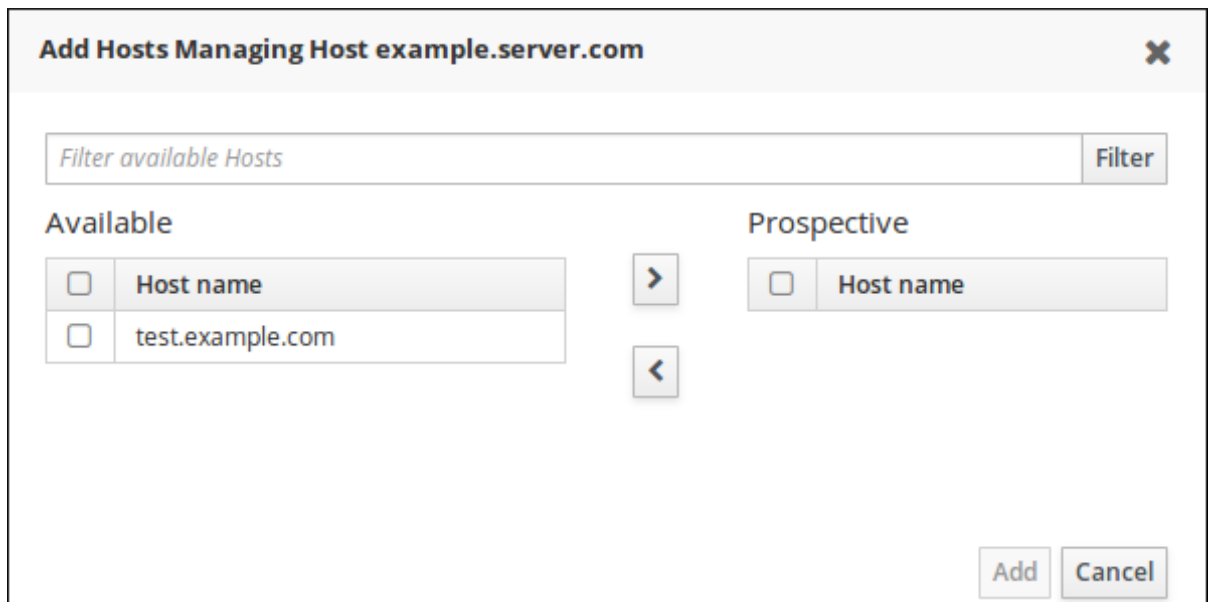 Add Hosts Managing Host example.server.com
Filter available Hosts
Filter
Available
Prospective
Host name
Host name
test.example.com
Add
Cancel